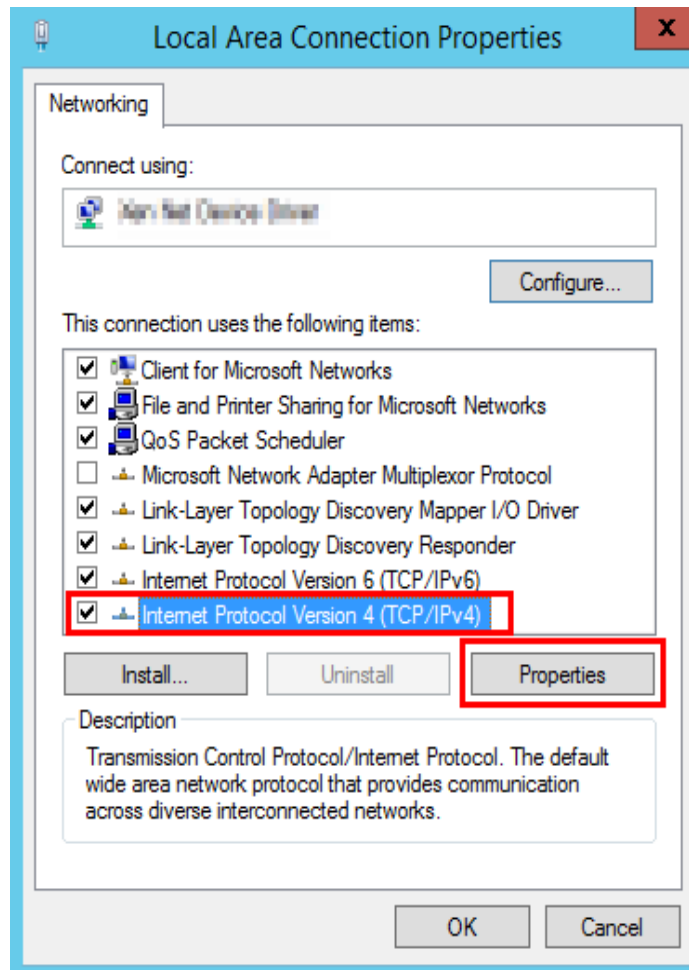 Local Area Connection Properties
x
Networking
Connect using:
Net Device Driver
Configure...
This connection uses the following items:
Client for Microsoft Networks
File and Printer Sharing for Microsoft Networks
QoS Packet Scheduler
Microsoft Network Adapter Multiplexor Protocol
Link-Layer Topology Discovery Mapper I/O Driver
Link-Layer Topology Discovery Responder
Internet Protocol Version 6 (TCP/IPv6)
Internet Protocol Version 4 (TCP/IPv4)
Install...
Uninstall
Properties
Description
Transmission Control Protocol/Internet Protocol. The default
wide area network protocol that provides communication
across diverse interconnected networks.
OK
Cancel